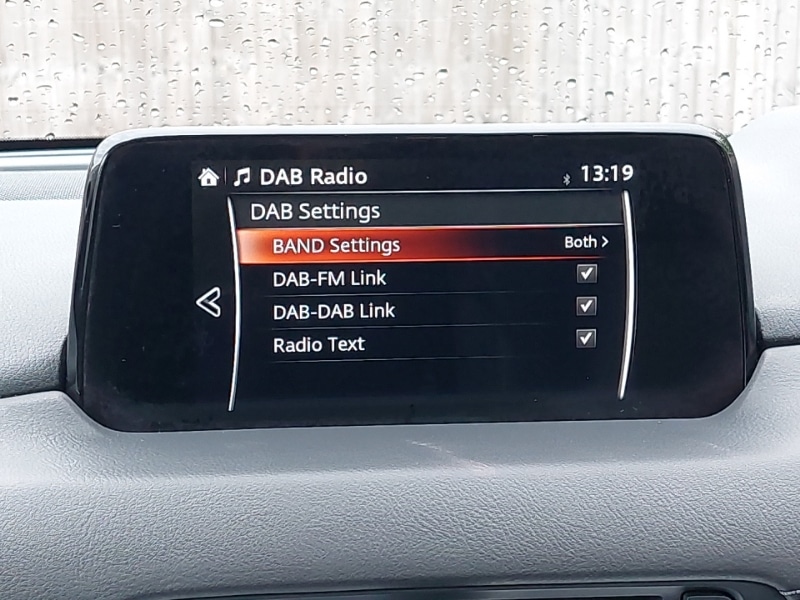 DAB Radio 13:19
DAB Settings
BAND Settings Both
DAB-FM Link
DAB-DAB Link
Radio Text